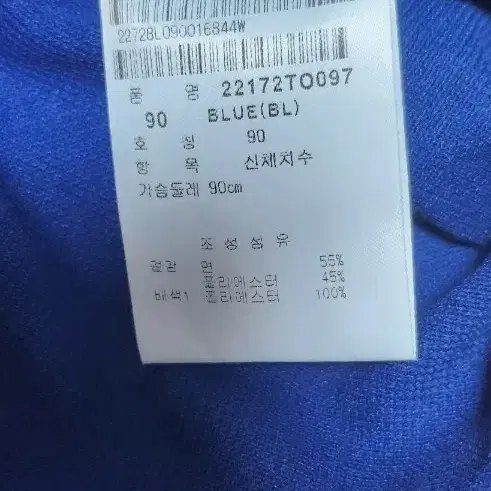 2272BL090016844W
품 명 22172TO097
90 BLUE(BL)
호 칭 90
항 목 신체치수
가슴둘레 90cm
조성섬유
겉감 면 55%
폴리에스터 45%
배색1 폴리에스터 100%